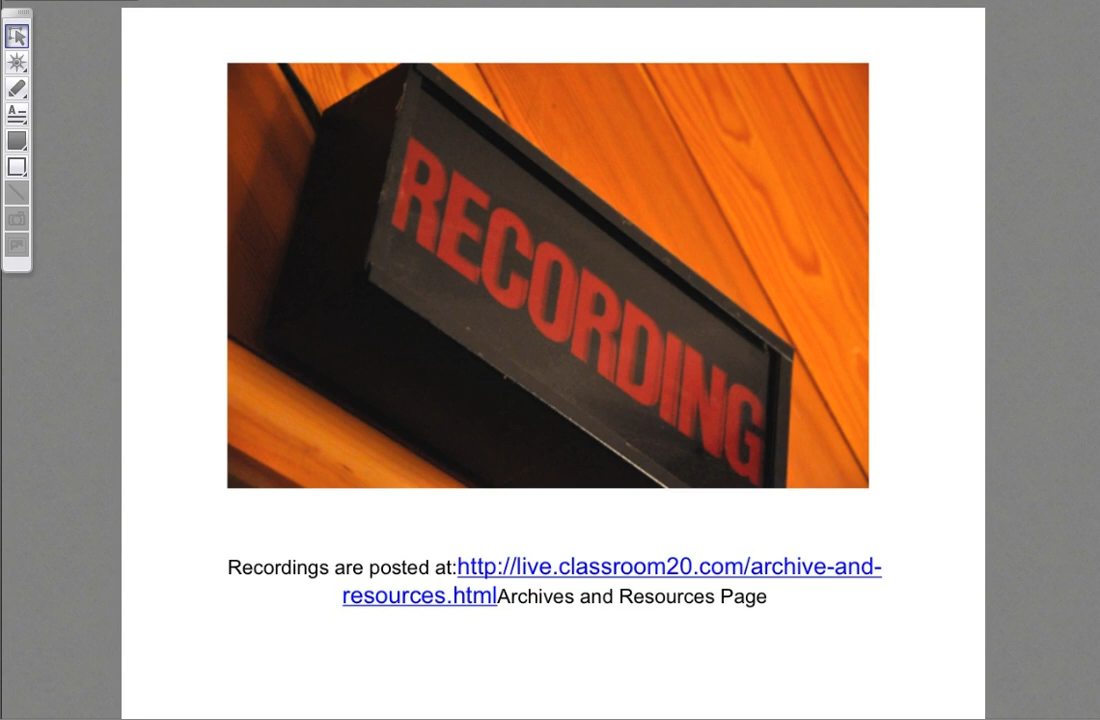 RECORDING
Recordings are posted at:http://live.classroom20.com/archive-and-
resources.htmlArchives and Resources Page